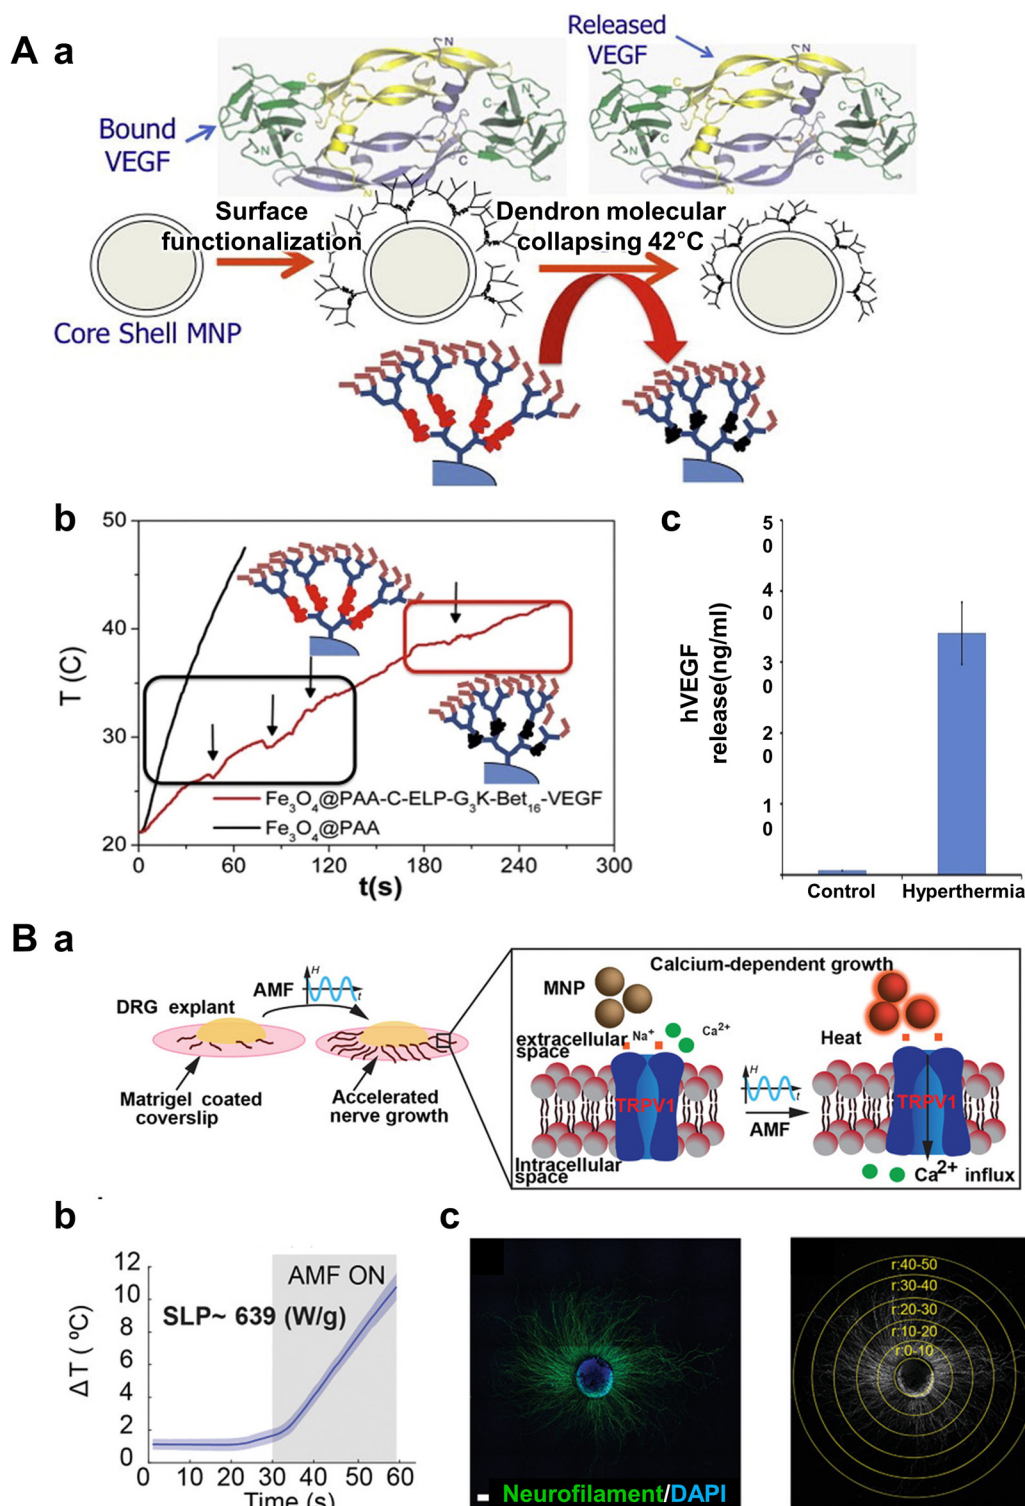 A a
Released
VEGF
Bound
VEGF
N
C
C
N
N
C
N
C
C
N
N
C
Surface
functionalization
Dendron molecular
collapsing 42°C
Core Shell MNP
b
50
40
30
20
T (C)
Fe3O4@PAA-C-ELP-G3K-Bet16-VEGF
Fe3O4@PAA
0
60
120
180
240
300
t(s)
c
hVEGF
release(ng/ml)
5
0
4
0
3
0
2
0
1
0
Control
Hyperthermia
B a
DRG explant
AMF
H
t
Matrigel coated
coverslip
Accelerated
nerve growth
MNP
Calcium-dependent growth
extracellular
space
Na+
Ca2+
Heat
TRPV1
H
t
AMF
TRPV1
Intracellular
space
Ca2+ influx
b
12
10
8
6
4
2
0
ΔT ( ºC)
AMF ON
SLP~ 639 (W/g)
0
10
20
30
40
50
60
Time (s)
c
Neurofilament/DAPI
r:40-50
r:30-40
r:20-30
r:10-20
r:0-10